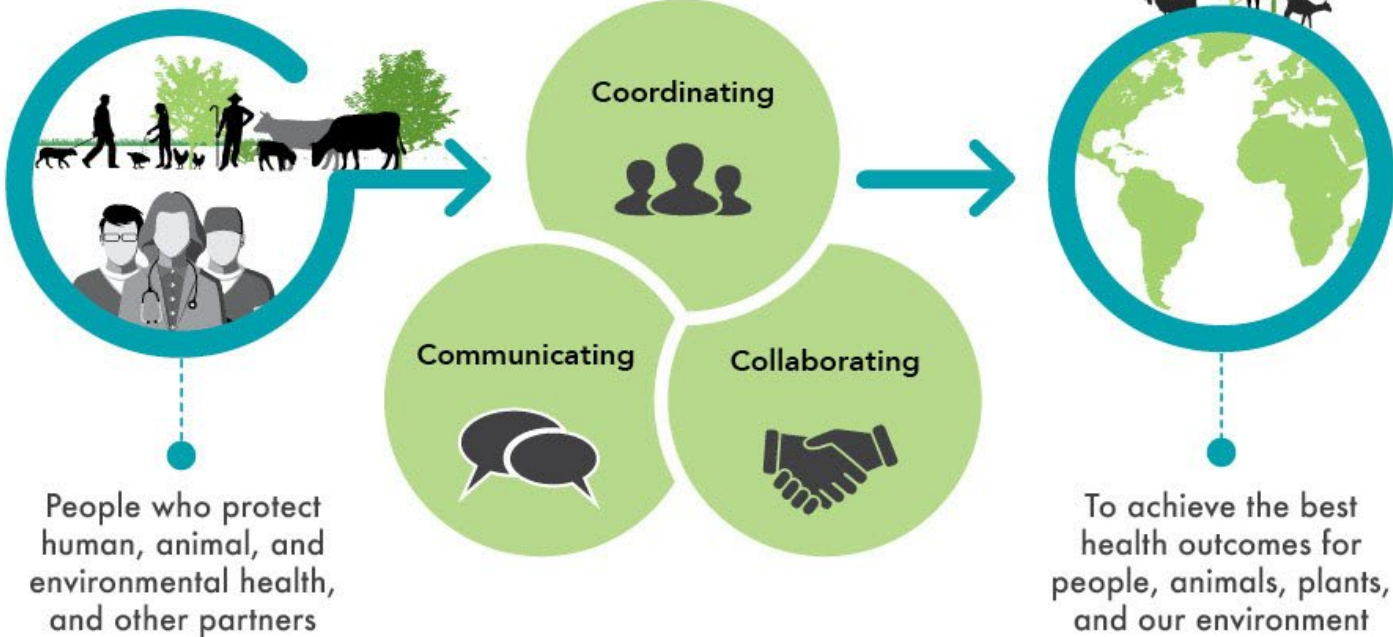 Coordinating
Communicating
Collaborating
People who protect
human, animal, and
environmental health,
and other partners
To achieve the best
health outcomes for
people, animals, plants,
and our environment